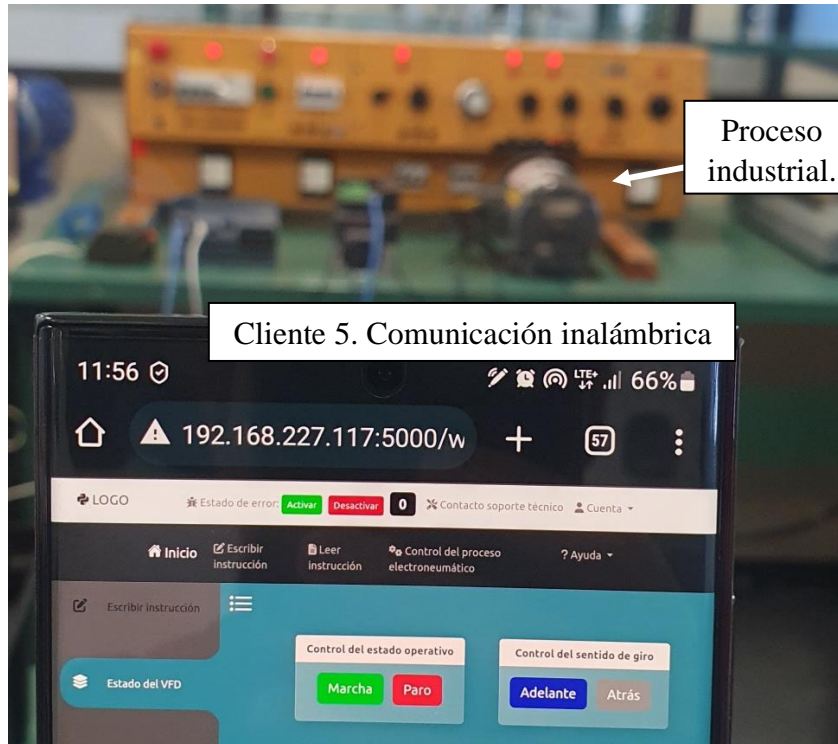 Proceso
industrial.
Cliente 5. Comunicación inalámbrica
11:56 LTE+ 66%
192.168.227.117:5000/w 57
LOGO Estado de error: Activar Desactivar 0 Contacto soporte técnico Cuenta
Inicio Escribir instrucción Leer instrucción Control del proceso electroneumático ? Ayuda
Escribir instrucción
Control del estado operativo Control del sentido de giro
Estado del VFD Marcha Paro Adelante Atrás